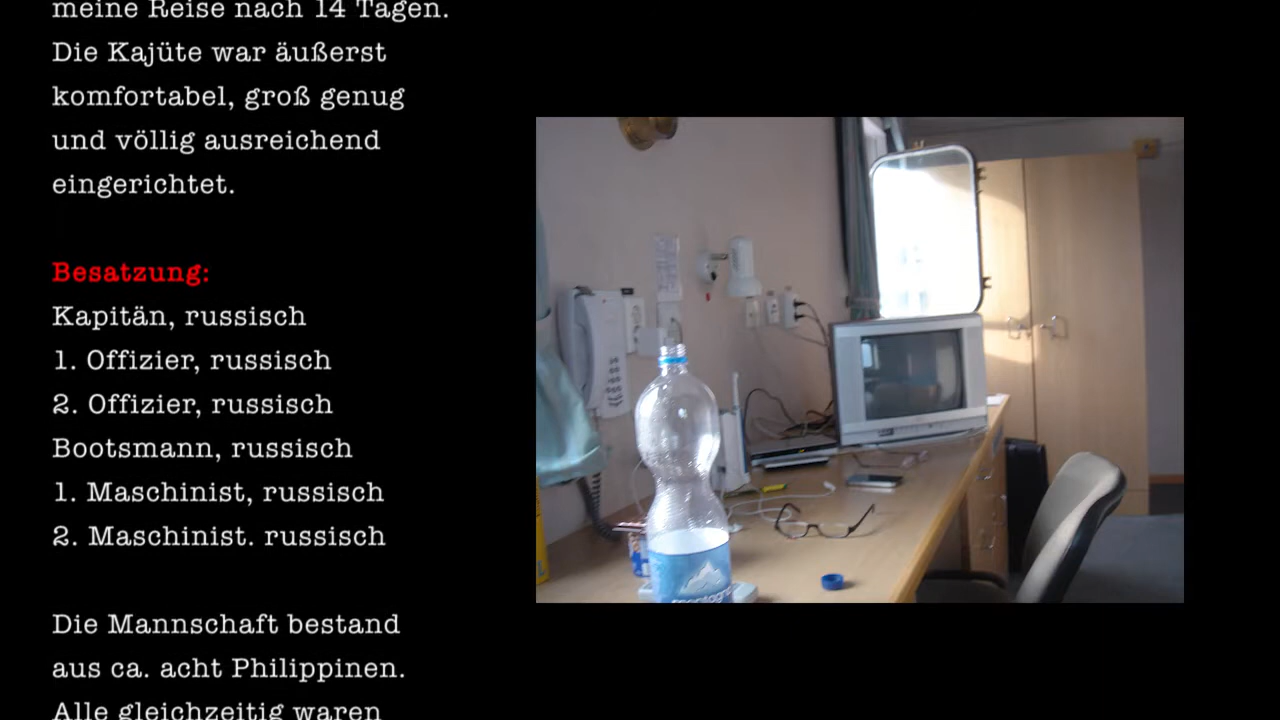 meine Reise nach 14 Tagen.
Die Kajüte war äußerst
komfortabel, groß genug
und völlig ausreichend
eingerichtet.
Besatzung:
Kapitän, russisch
1. Offizier, russisch
2. Offizier, russisch
Bootsmann, russisch
1. Maschinist, russisch
2. Maschinist. russisch
Die Mannschaft bestand
aus ca. acht Philippinen.
Alle gleichzeitig waren